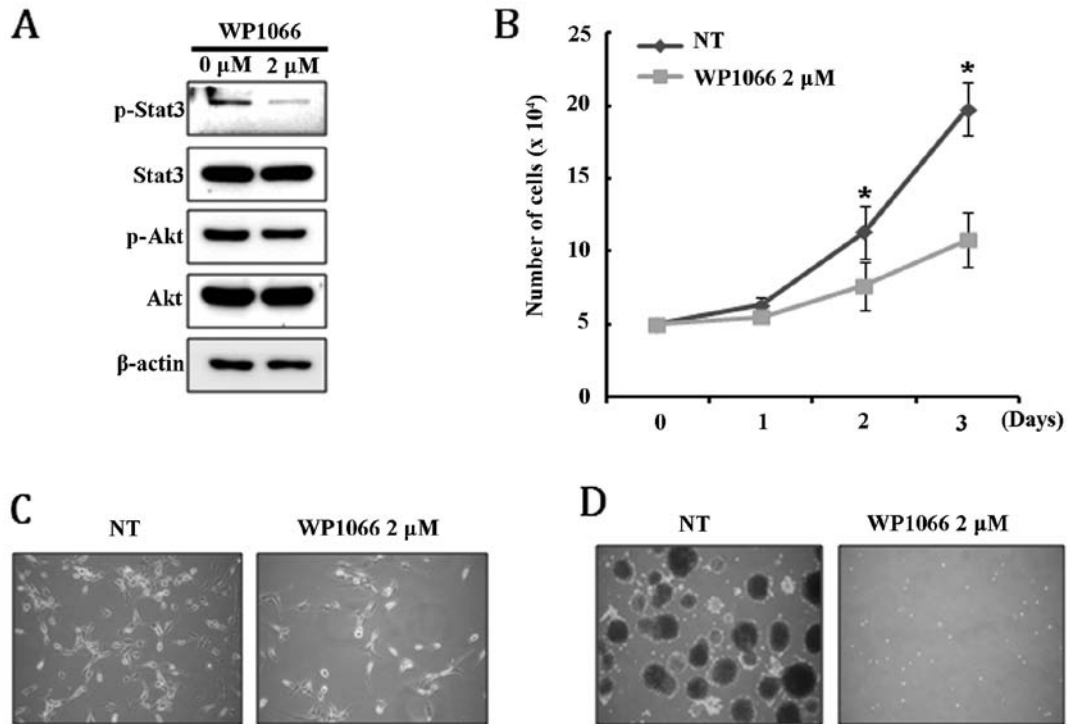 A
WP1066
0 µM 2 µM
p-Stat3
Stat3
p-Akt
Akt
β-actin
B
25
20
15
10
5
0
Number of cells (x 10⁴)
NT
WP1066 2 µM
*
*
0 1 2 3 (Days)
C
NT WP1066 2 µM
D
NT WP1066 2 µM